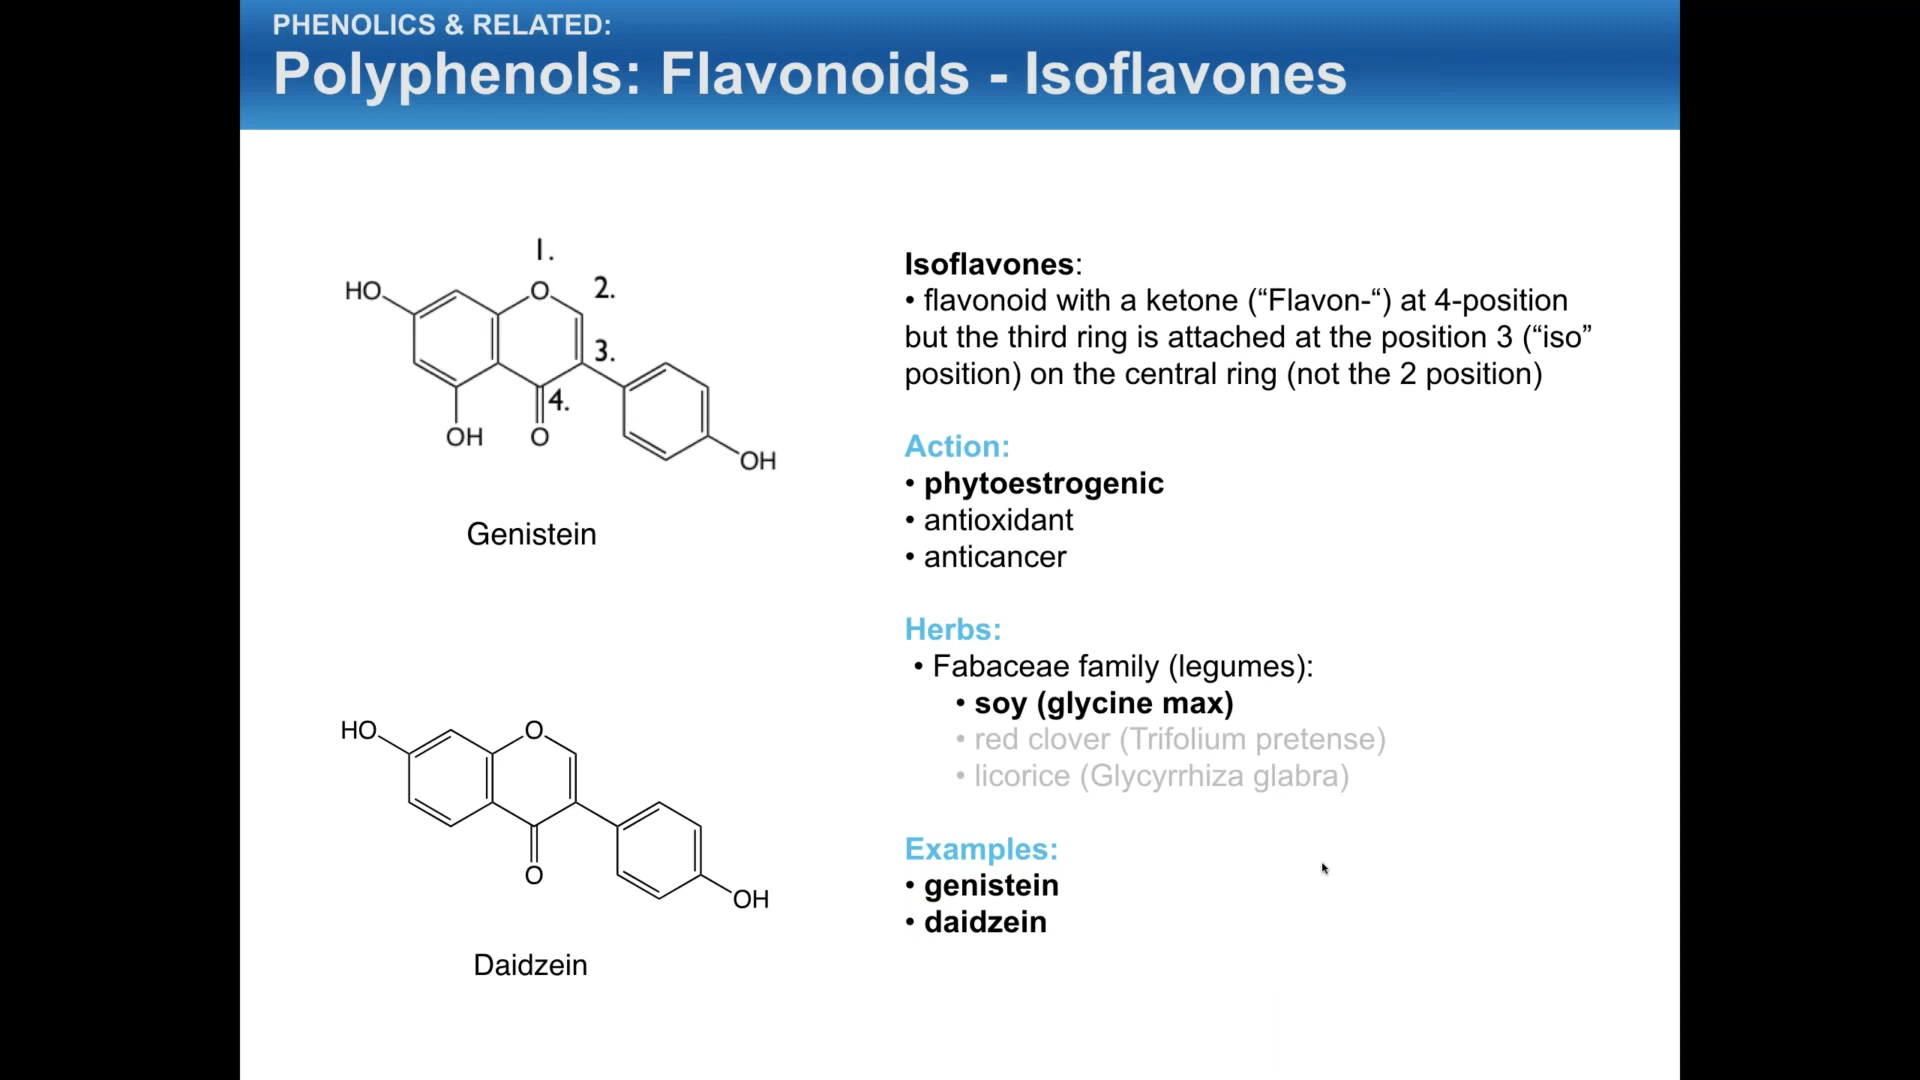 PHENOLICS & RELATED:
Polyphenols: Flavonoids - Isoflavones
1.
HO
O
2.
3.
4.
OH
O
OH
Genistein
HO
O
O
OH
Daidzein
Isoflavones:
• flavonoid with a ketone (“Flavon-“) at 4-position
but the third ring is attached at the position 3 (“iso”
position) on the central ring (not the 2 position)
Action:
• phytoestrogenic
• antioxidant
• anticancer
Herbs:
• Fabaceae family (legumes):
• soy (glycine max)
• red clover (Trifolium pretense)
• licorice (Glycyrrhiza glabra)
Examples:
• genistein
• daidzein